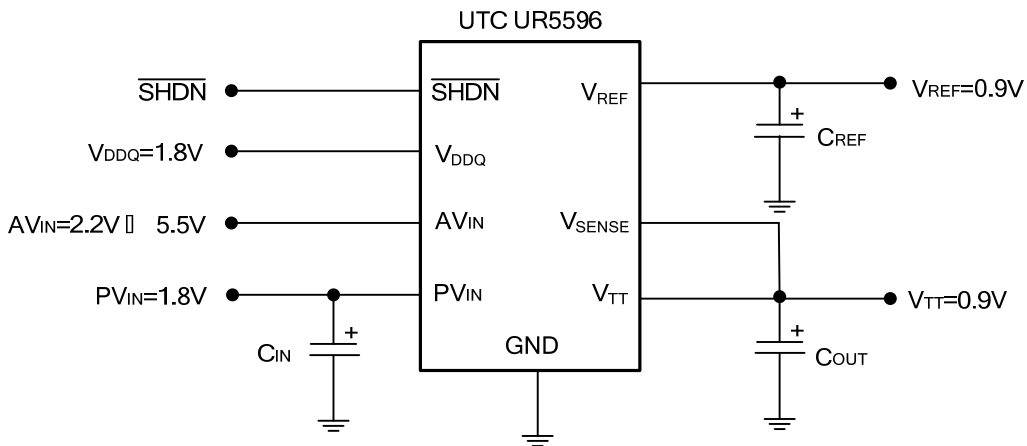 UTC UR5596
SHDN
SHDN
VREF
VREF=0.9V
CREF
VDDQ=1.8V
VDDQ
AVIN=2.2V ▯ 5.5V
AVIN
VSENSE
PVIN=1.8V
PVIN
VTT
VTT=0.9V
CIN
GND
COUT